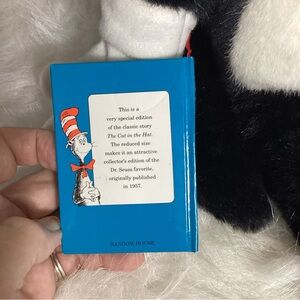 This is a
very special edition
of the classic story
The Cat in the Hat.
The reduced size
makes it an attractive
collector's edition of the
Dr. Seuss favorite,
originally published
in 1957.
RANDOM HOUSE